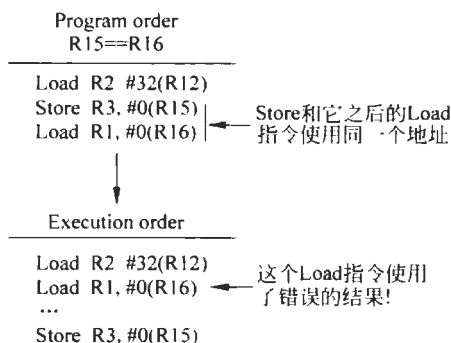 Program order
R15==R16
Load R2 #32(R12)
Store R3, #0(R15)
Load R1, #0(R16)
Store和它之后的Load
指令使用同一个地址
Execution order
Load R2 #32(R12)
Load R1, #0(R16)
这个Load指令使用
了错误的结果!
...
Store R3, #0(R15)